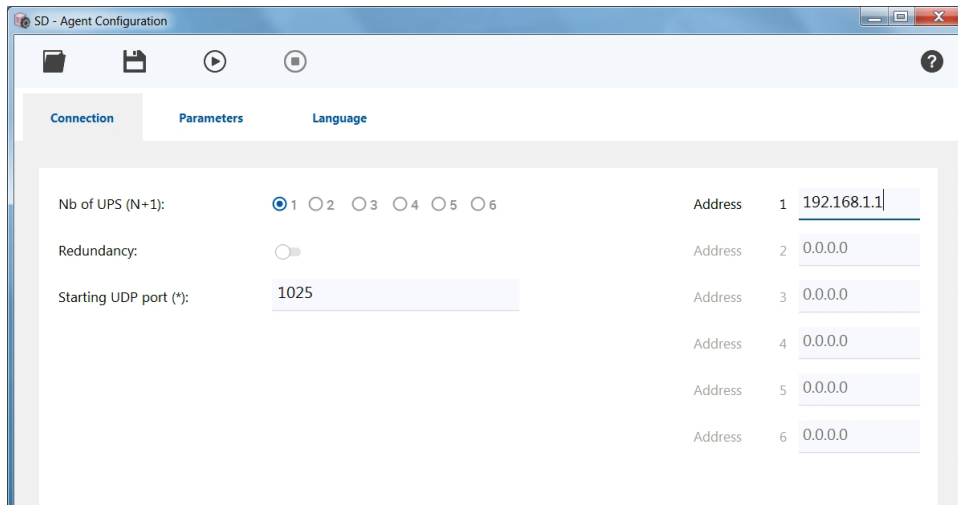 SD - Agent Configuration
Connection Parameters Language
Nb of UPS (N+1): 1 2 3 4 5 6 Address 1 192.168.1.1
Redundancy: Address 2 0.0.0.0
Starting UDP port (*): 1025 Address 3 0.0.0.0
Address 4 0.0.0.0
Address 5 0.0.0.0
Address 6 0.0.0.0